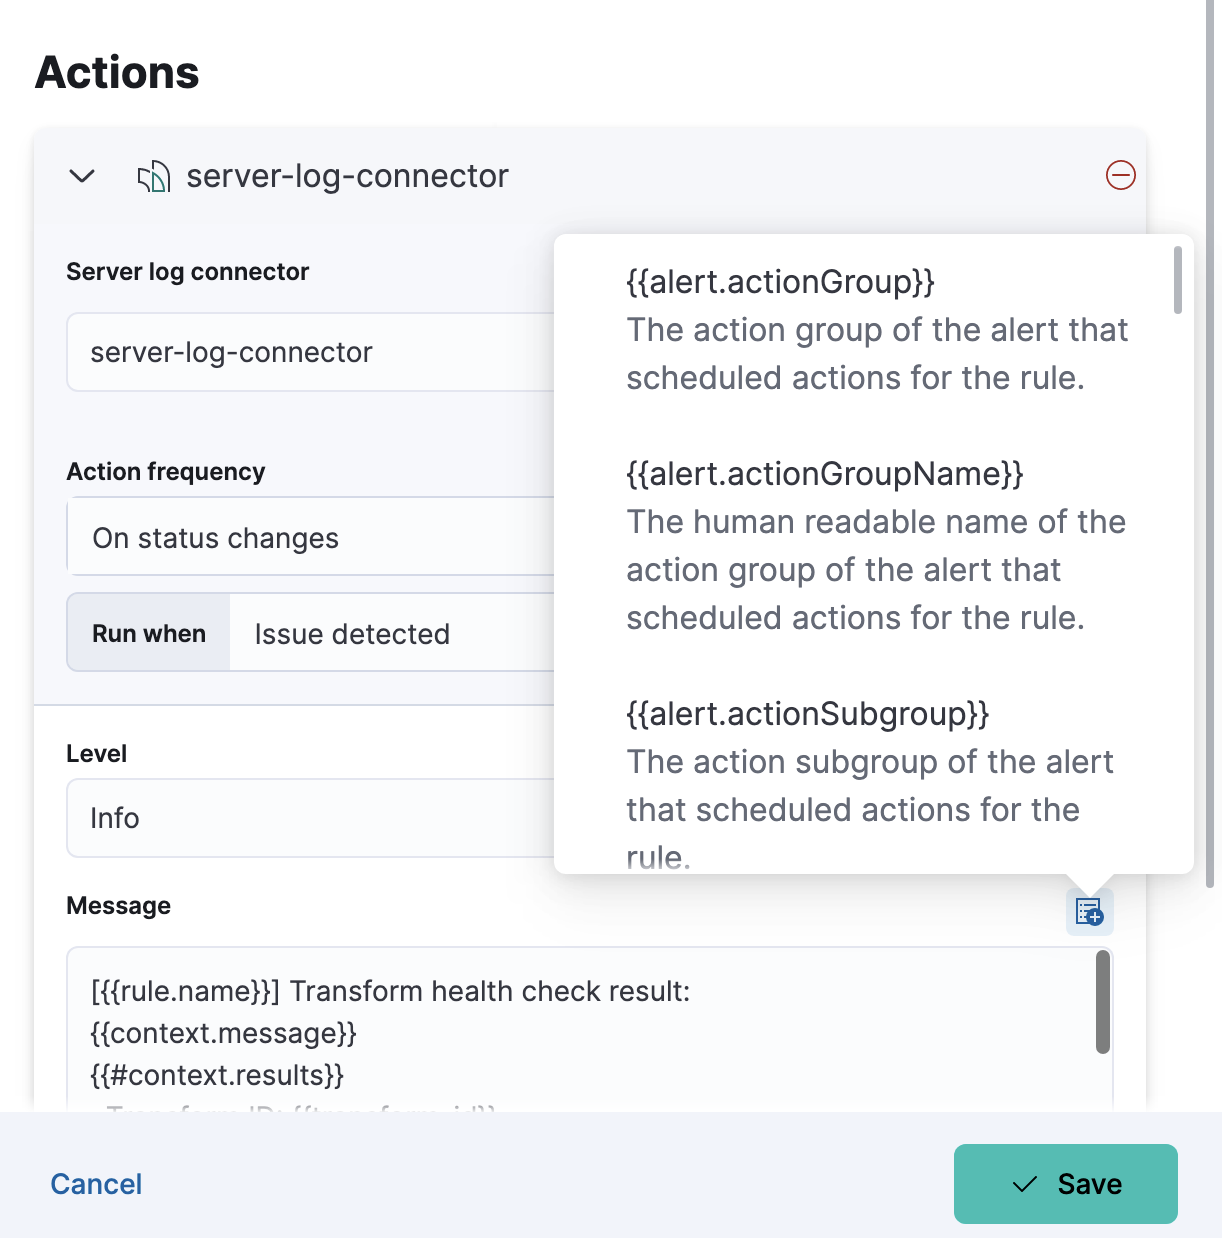 Actions
server-log-connector
Server log connector
server-log-connector
Action frequency
On status changes
Run when
Issue detected
{{alert.actionGroup}}
The action group of the alert that
scheduled actions for the rule.
{{alert.actionGroupName}}
The human readable name of the
action group of the alert that
scheduled actions for the rule.
{{alert.actionSubgroup}}
The action subgroup of the alert
that scheduled actions for the
rule.
Level
Info
Message
[{{rule.name}}] Transform health check result:
{{context.message}}
{{#context.results}}
Transform ID: {{transform_id}}
Cancel
Save